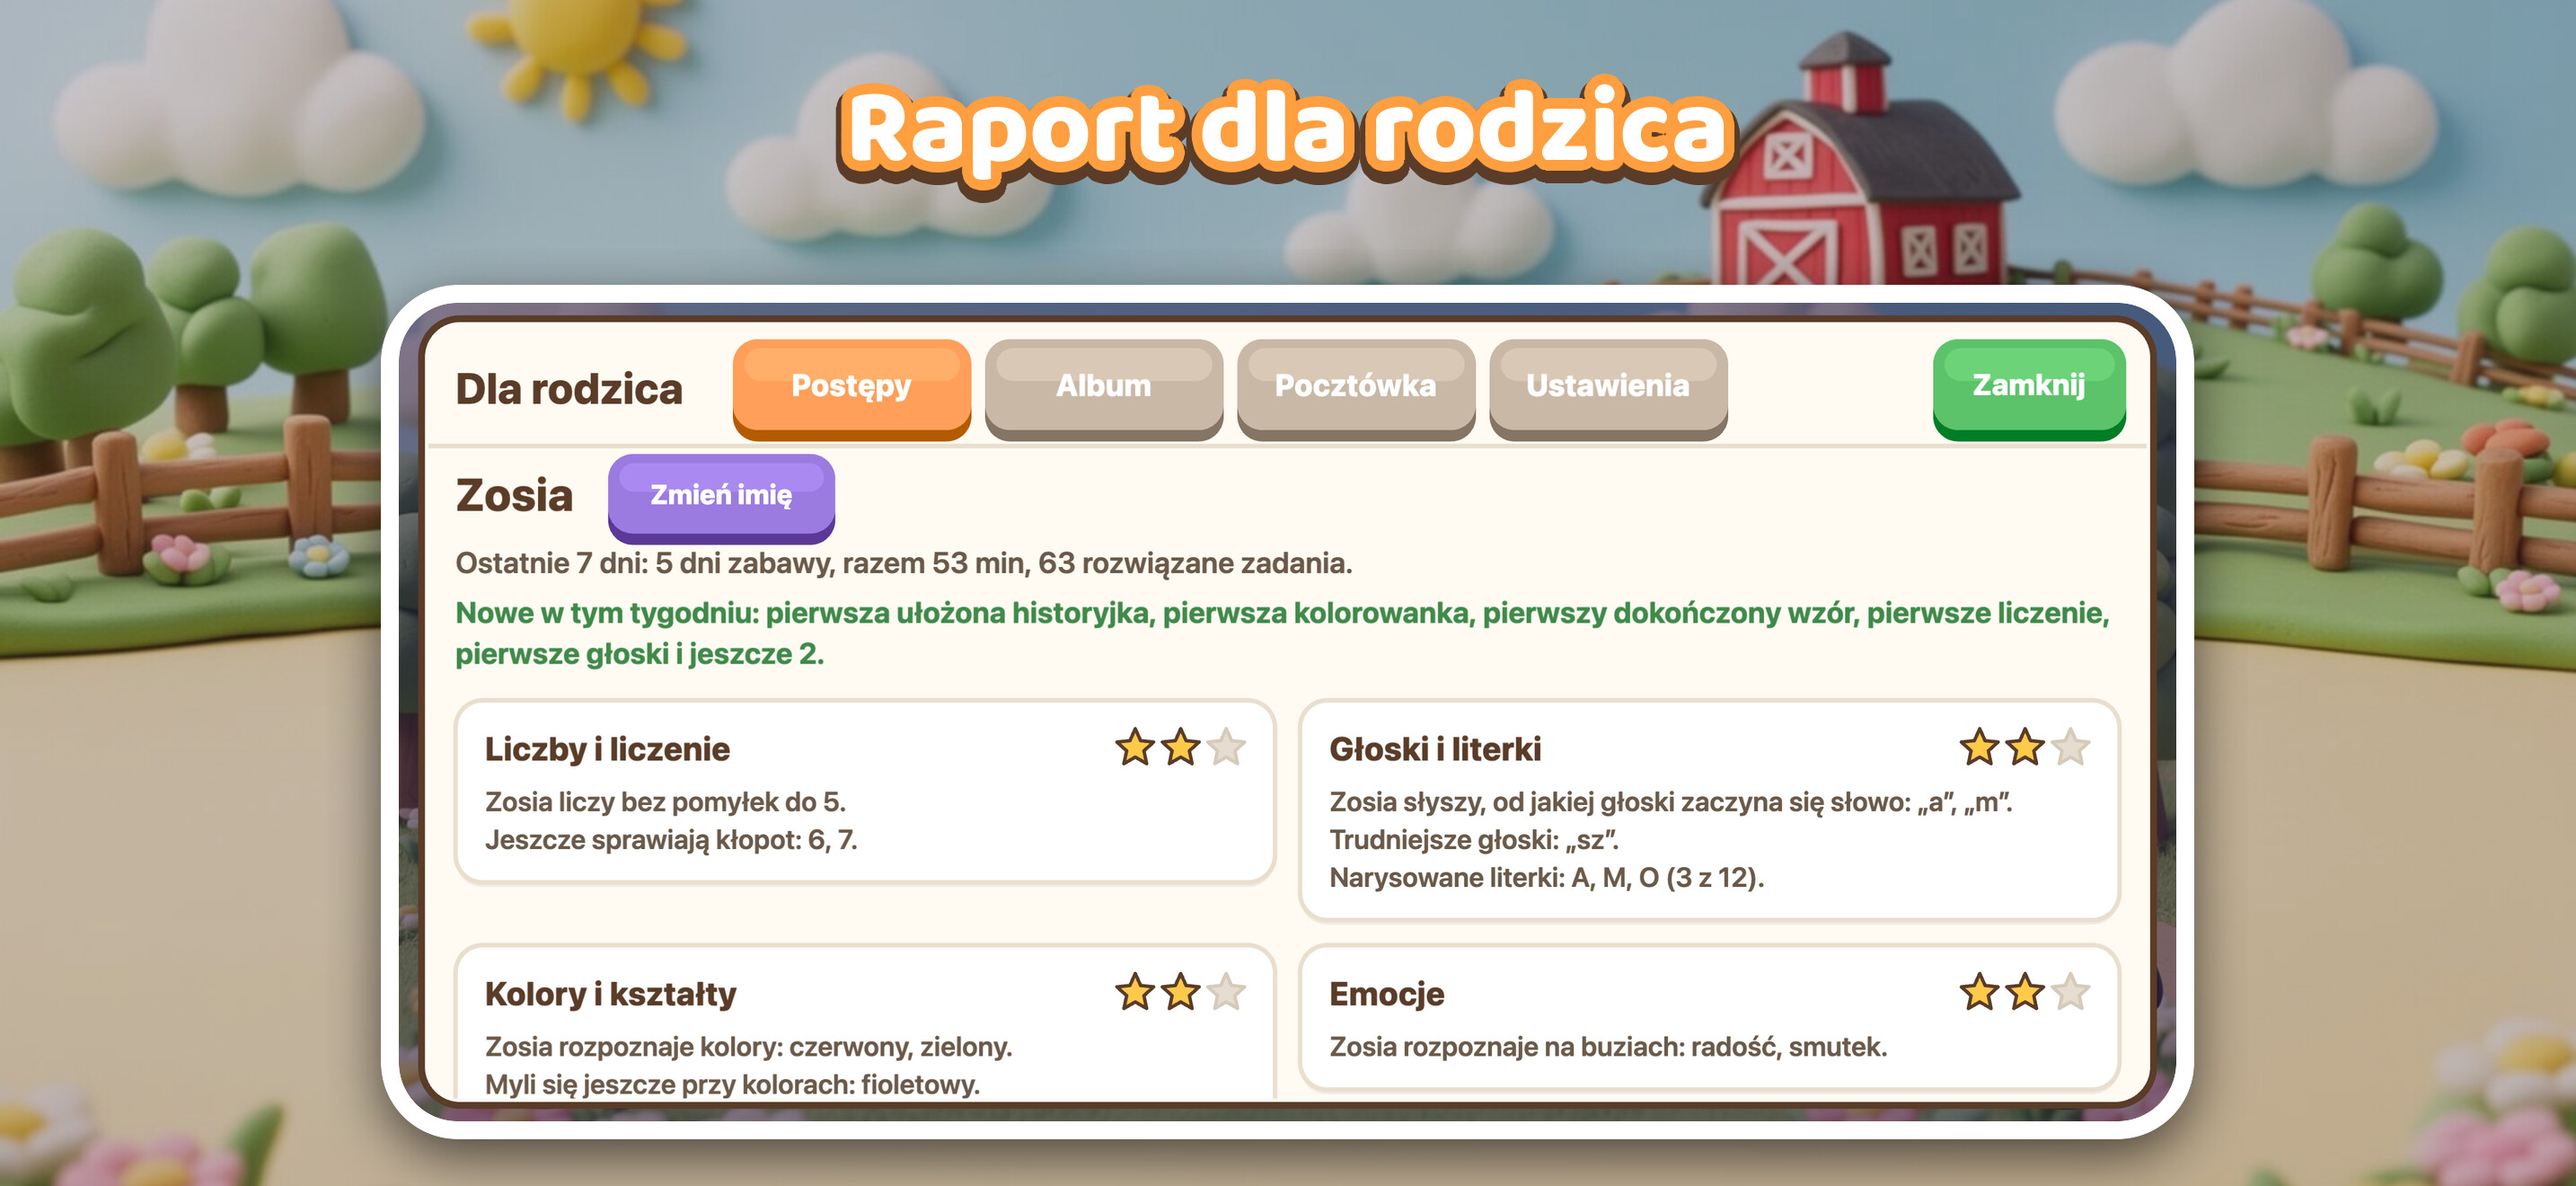 Raport dla rodzica
Dla rodzica
Postępy
Album
Pocztówka
Ustawienia
Zamknij
Zosia
Zmień imię
Ostatnie 7 dni: 5 dni zabawy, razem 53 min, 63 rozwiązane zadania.
Nowe w tym tygodniu: pierwsza ułożona historyjka, pierwsza kolorowanka, pierwszy dokończony wzór, pierwsze liczenie,
pierwsze głoski i jeszcze 2.
Liczby i liczenie
Zosia liczy bez pomyłek do 5.
Jeszcze sprawiają kłopot: 6, 7.
Głoski i literki
Zosia słyszy, od jakiej głoski zaczyna się słowo: „a”, „m”.
Trudniejsze głoski: „sz”.
Narysowane literki: A, M, O (3 z 12).
Kolory i kształty
Zosia rozpoznaje kolory: czerwony, zielony.
Myli się jeszcze przy kolorach: fioletowy.
Emocje
Zosia rozpoznaje na buziach: radość, smutek.